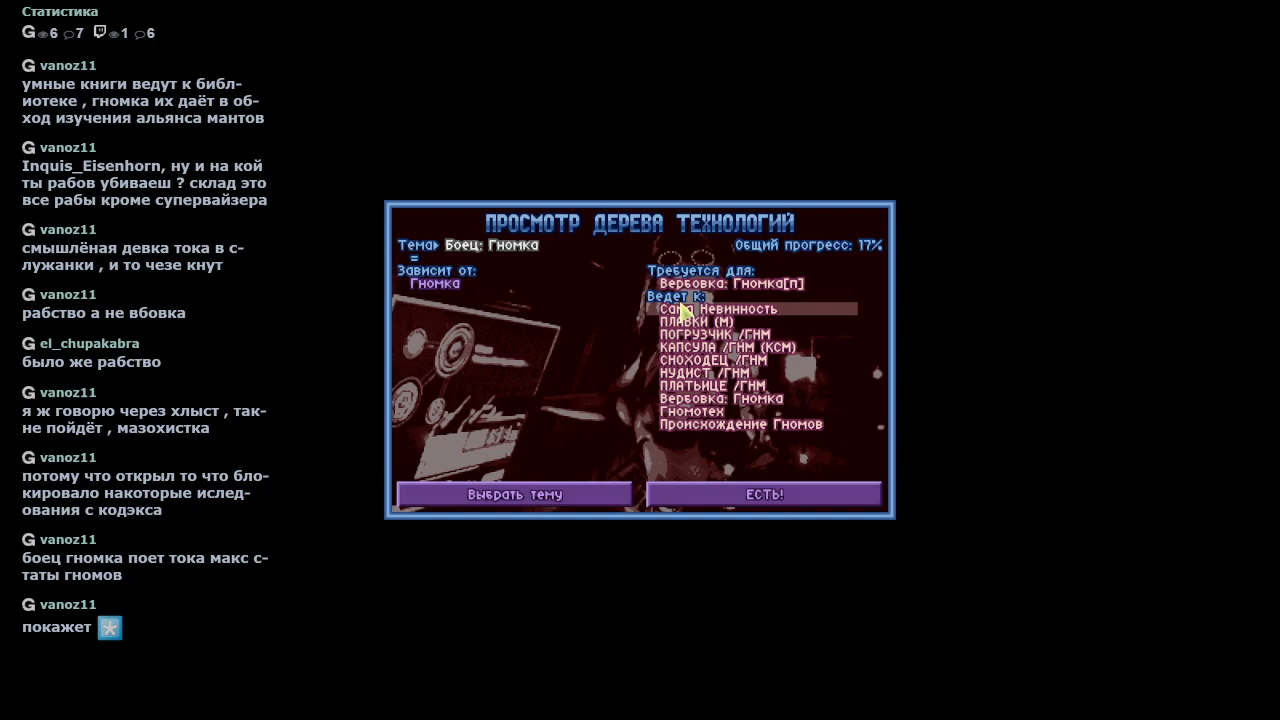 Статистика
6 7 1 6
vanoz11
умные книги ведут к библ-
иотеке , гномка их даёт в об-
ход изучения альянса мантов
vanoz11
Inquis_Eisenhorn, ну и на кой
ты рабов убиваеш ? склад это
все рабы кроме супервайзера
vanoz11
смышлёная девка тока в с-
лужанки , и то чезе кнут
vanoz11
рабство а не вбовка
el_chupakabra
было же рабство
vanoz11
я ж говорю через хлыст , так-
не пойдёт , мазохистка
vanoz11
потому что открыл то что бло-
кировало накоторые ислед-
ования с кодэкса
vanoz11
боец гномка поет тока макс с-
таты гномов
vanoz11
покажет
ПРОСМОТР ДЕРЕВА ТЕХНОЛОГИЙ
Тема Боец: Гномка
Общий прогресс: 17%
=
Зависит от:
Гномка
Требуется для:
Вербовка: Гномка[п]
Ведет к:
Сама Невинность
ПЛАВКИ (М)
ПОГРУЗЧИК /ГНМ
КАПСУЛА /ГНМ (КСМ)
СНОХОДЕЦ /ГНМ
НУДИСТ /ГНМ
ПЛАТЬИЦЕ /ГНМ
Вербовка: Гномка
Гномотех
Происхождение Гномов
Выбрать тему
ЕСТЬ!